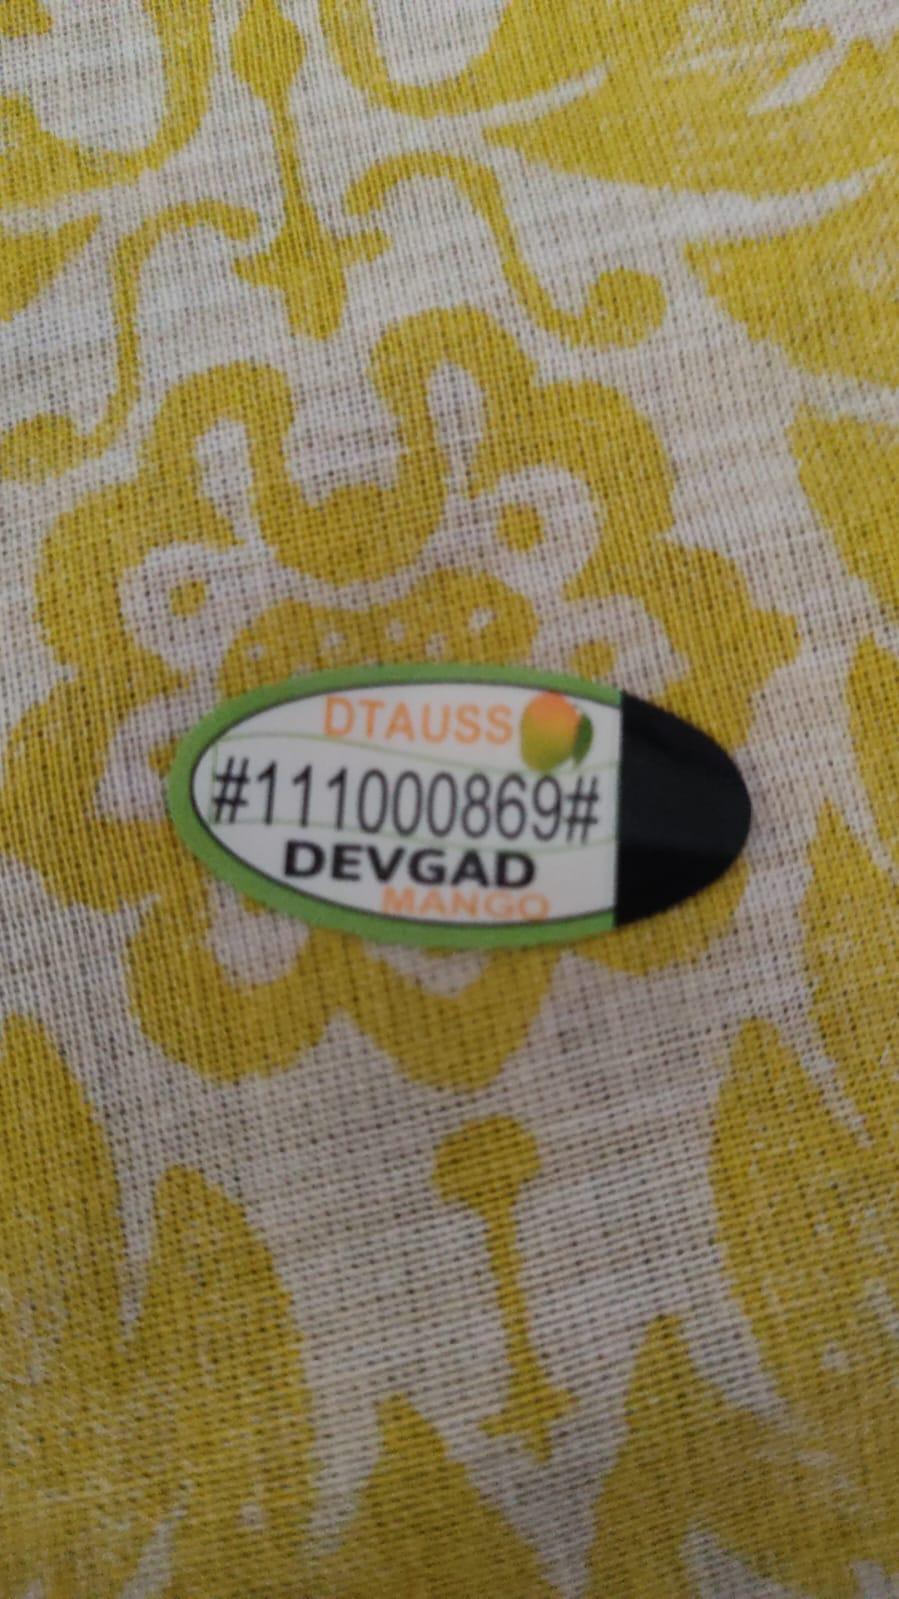 DTAUSS
#111000869#
DEVGAD
MANGO